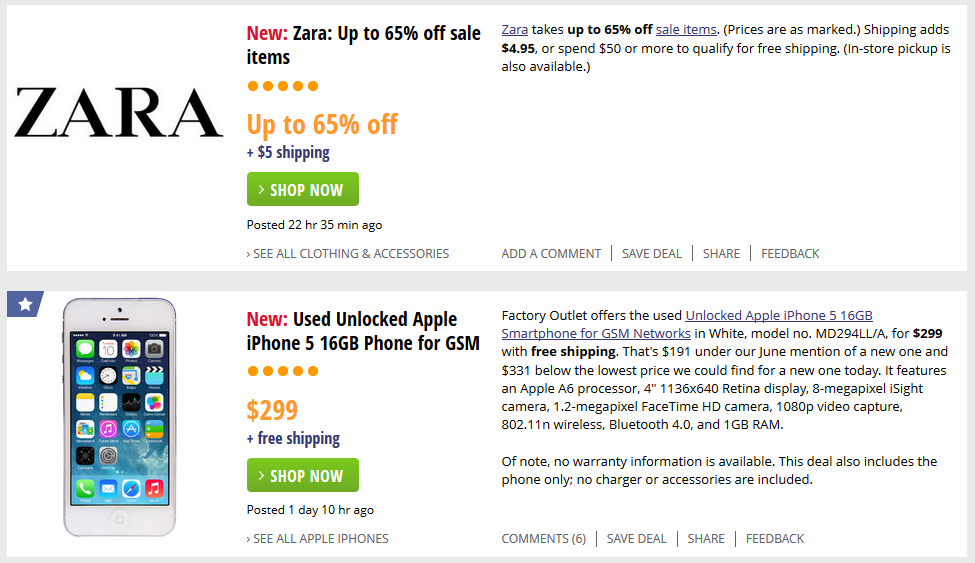 ZARA
New: Zara: Up to 65% off sale
items
Up to 65% off
+ $5 shipping
› SHOP NOW
Posted 22 hr 35 min ago
› SEE ALL CLOTHING & ACCESSORIES
Zara takes up to 65% off sale items. (Prices are as marked.) Shipping adds
$4.95, or spend $50 or more to qualify for free shipping. (In-store pickup is
also available.)
ADD A COMMENT | SAVE DEAL | SHARE | FEEDBACK
New: Used Unlocked Apple
iPhone 5 16GB Phone for GSM
$299
+ free shipping
› SHOP NOW
Posted 1 day 10 hr ago
› SEE ALL APPLE IPHONES
Factory Outlet offers the used Unlocked Apple iPhone 5 16GB
Smartphone for GSM Networks in White, model no. MD294LL/A, for $299
with free shipping. That's $191 under our June mention of a new one and
$331 below the lowest price we could find for a new one today. It features
an Apple A6 processor, 4" 1136x640 Retina display, 8-megapixel iSight
camera, 1.2-megapixel FaceTime HD camera, 1080p video capture,
802.11n wireless, Bluetooth 4.0, and 1GB RAM.
Of note, no warranty information is available. This deal also includes the
phone only; no charger or accessories are included.
COMMENTS (6) | SAVE DEAL | SHARE | FEEDBACK